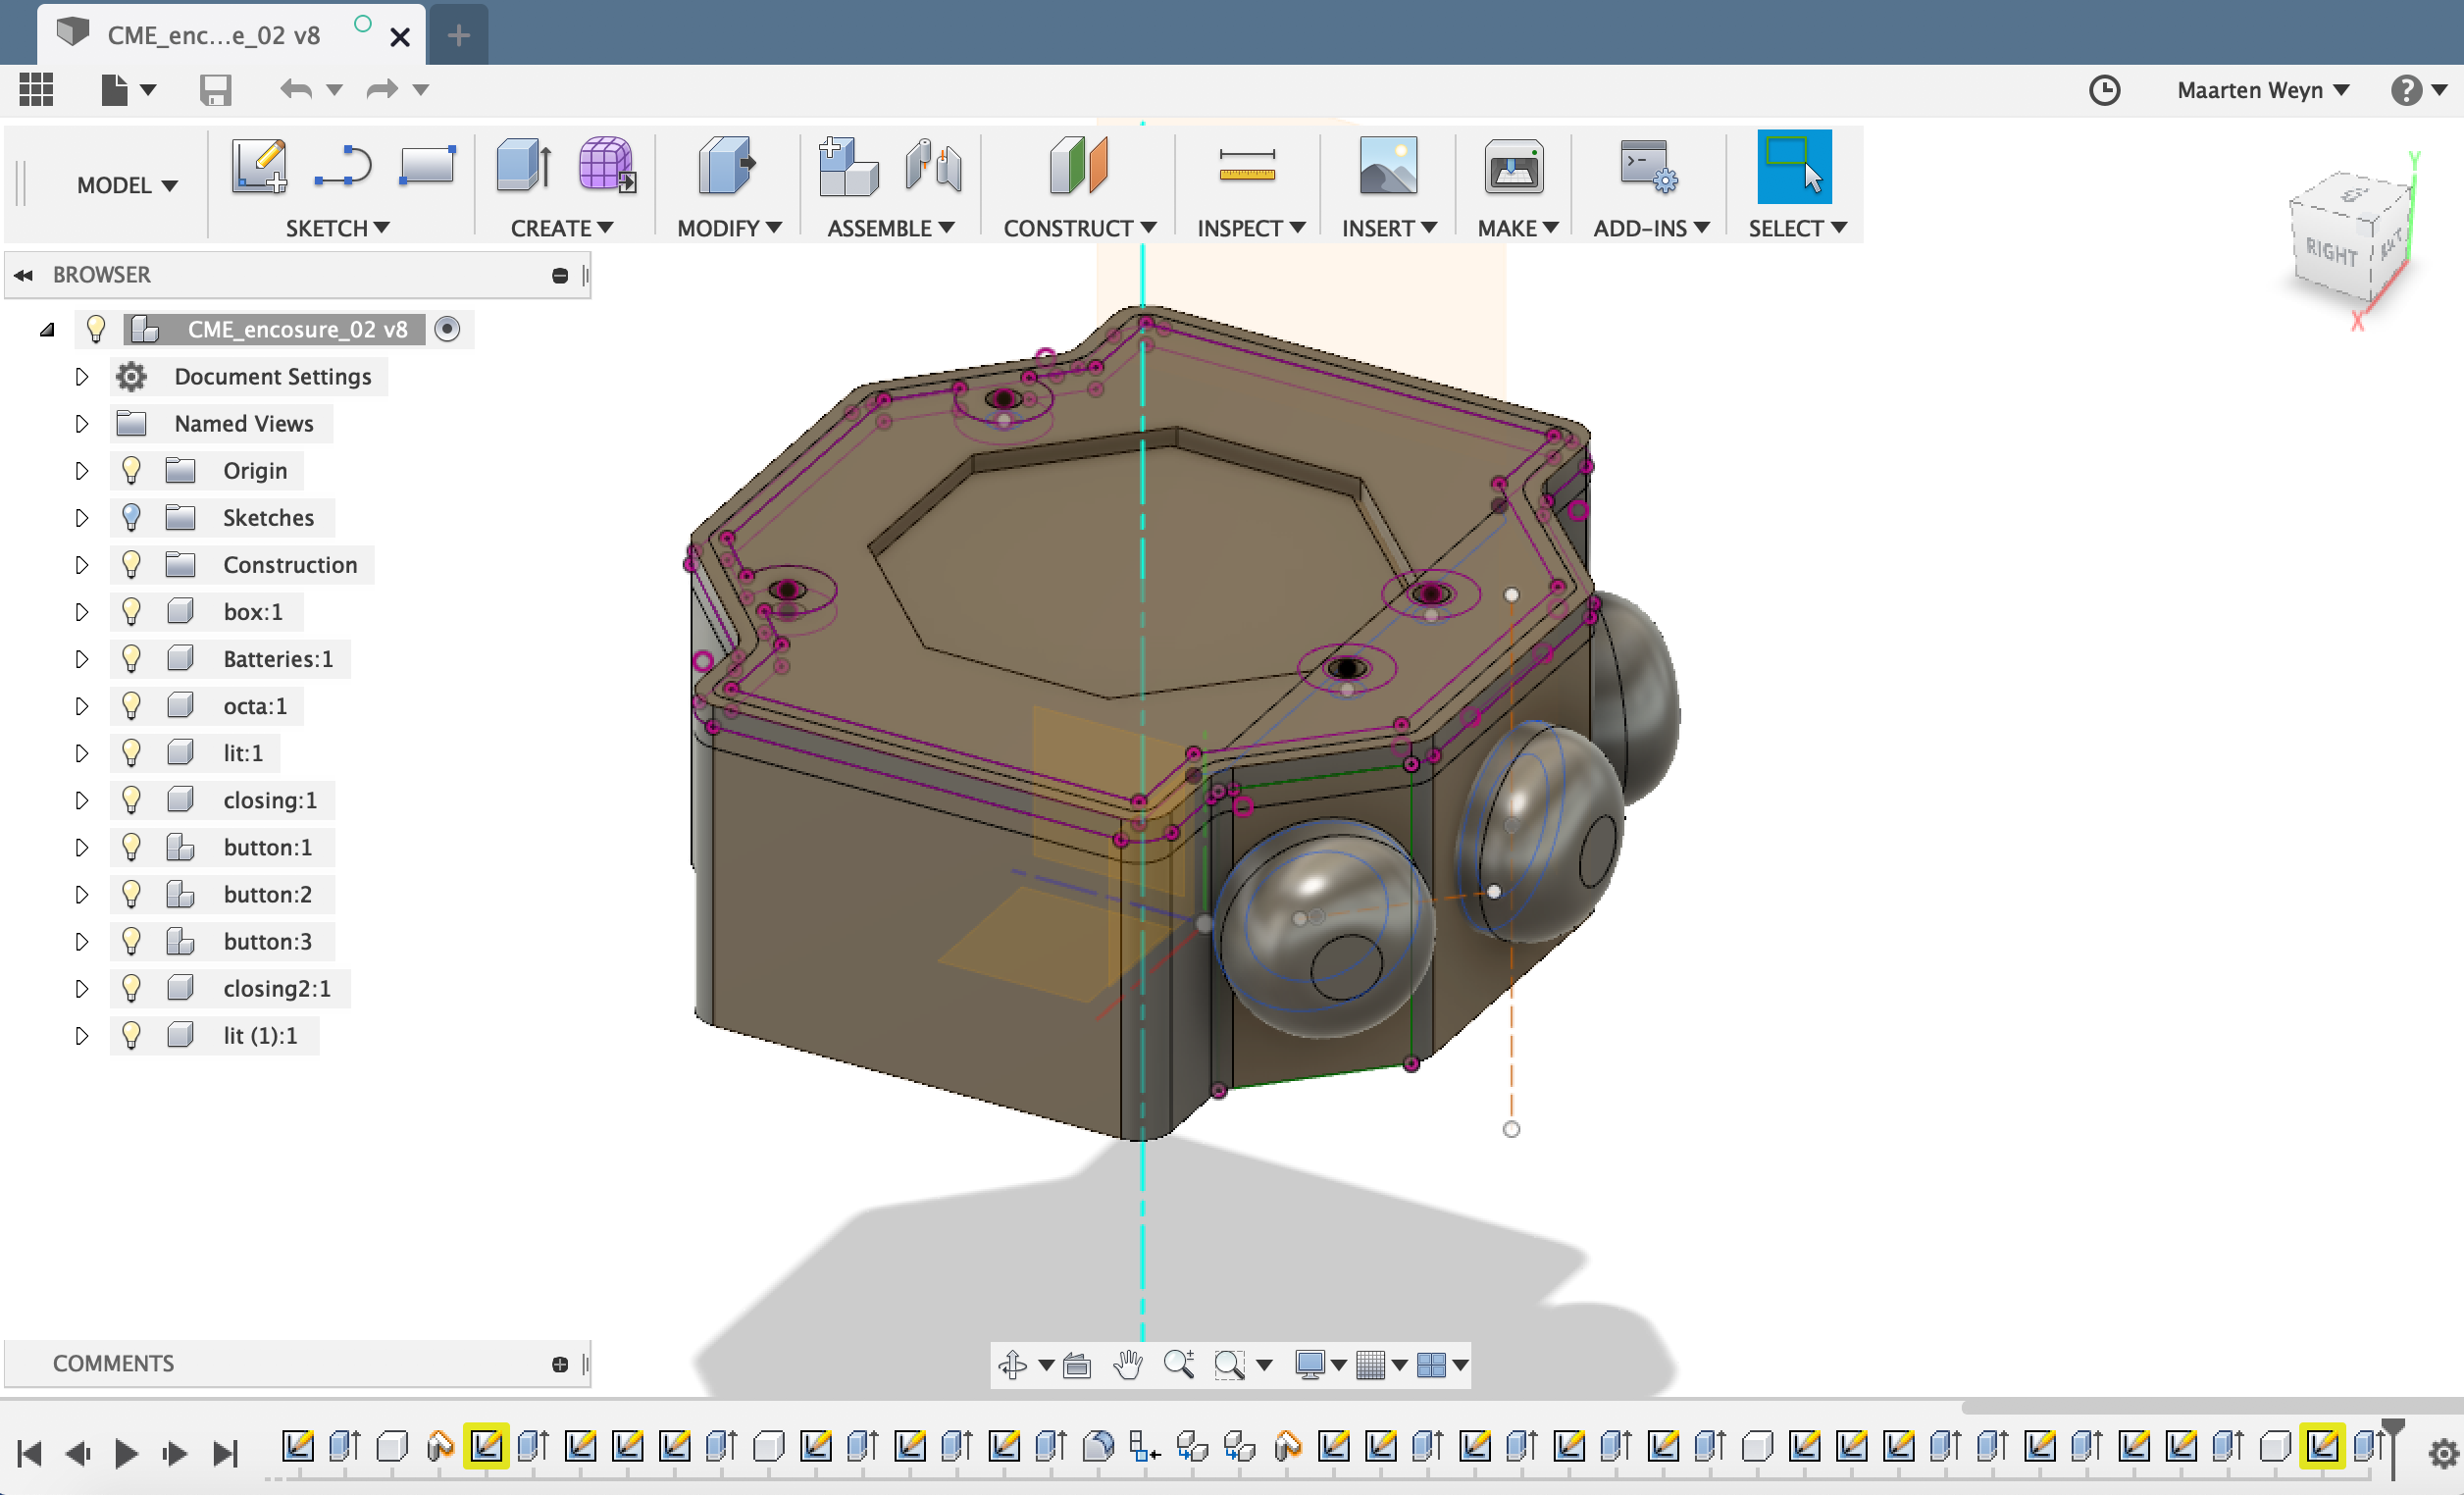 CME_enc...e_02 v8
Maarten Weyn
MODEL
SKETCH
CREATE
MODIFY
ASSEMBLE
CONSTRUCT
INSPECT
INSERT
MAKE
ADD-INS
SELECT
Y
RIGHT
X
BROWSER
CME_encosure_02 v8
Document Settings
Named Views
Origin
Sketches
Construction
box:1
Batteries:1
octa:1
lit:1
closing:1
button:1
button:2
button:3
closing2:1
lit (1):1
COMMENTS